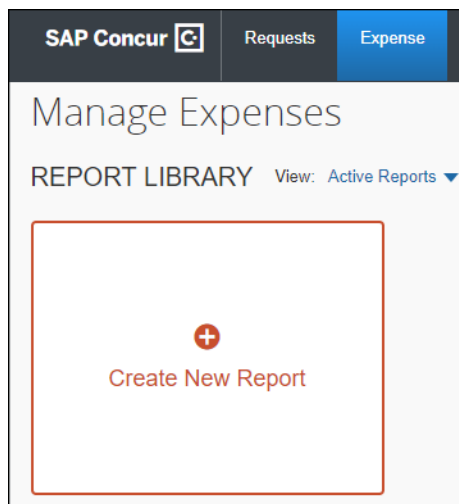 SAP Concur C Requests Expense
Manage Expenses
REPORT LIBRARY View: Active Reports
Create New Report